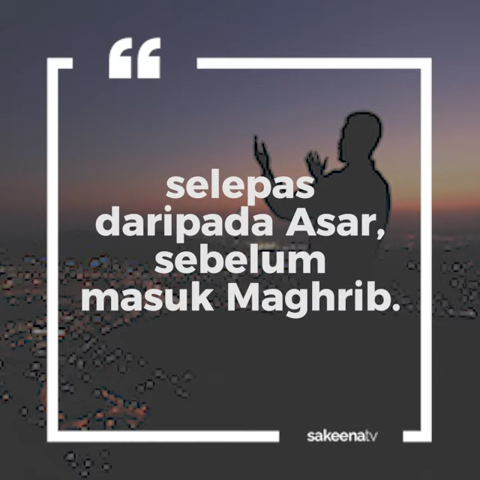 ❝
selepas
daripada Asar,
sebelum
masuk Maghrib.
sakeenatv